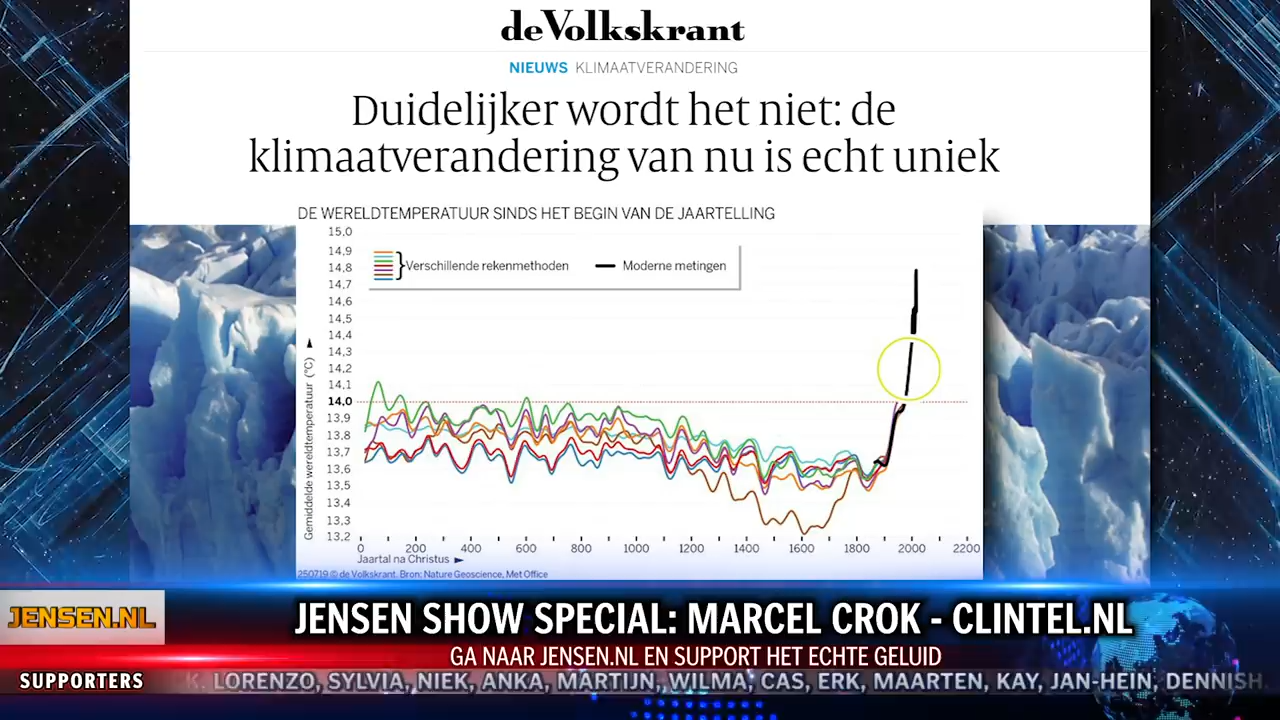 de Volkskrant
NIEUWS KLIMAATVERANDERING
Duidelijker wordt het niet: de
klimaatverandering van nu is echt uniek
DE WERELDTEMPERATUUR SINDS HET BEGIN VAN DE JAARTELLING
15,0
14,9
14,8
14,7
14,6
14,5
14,4
14,3
14,2
14,1
14,0
13,9
13,8
13,7
13,6
13,5
13,4
13,3
13,2
Gemiddelde wereldtemperatuur (°C)
Verschillende rekenmethoden
Moderne metingen
0 200 400 600 800 1000 1200 1400 1600 1800 2000 2200
Jaartal na Christus
250719 © de Volkskrant. Bron: Nature Geoscience, Met Office
JENSEN.NL
JENSEN SHOW SPECIAL: MARCEL CROK - CLINTEL.NL
GA NAAR JENSEN.NL EN SUPPORT HET ECHTE GELUID
SUPPORTERS
K. LORENZO, SYLVIA, NIEK, ANKA, MARTIJN, WILMA, CAS, ERK, MAARTEN, KAY, JAN-HEIN, DENNISH